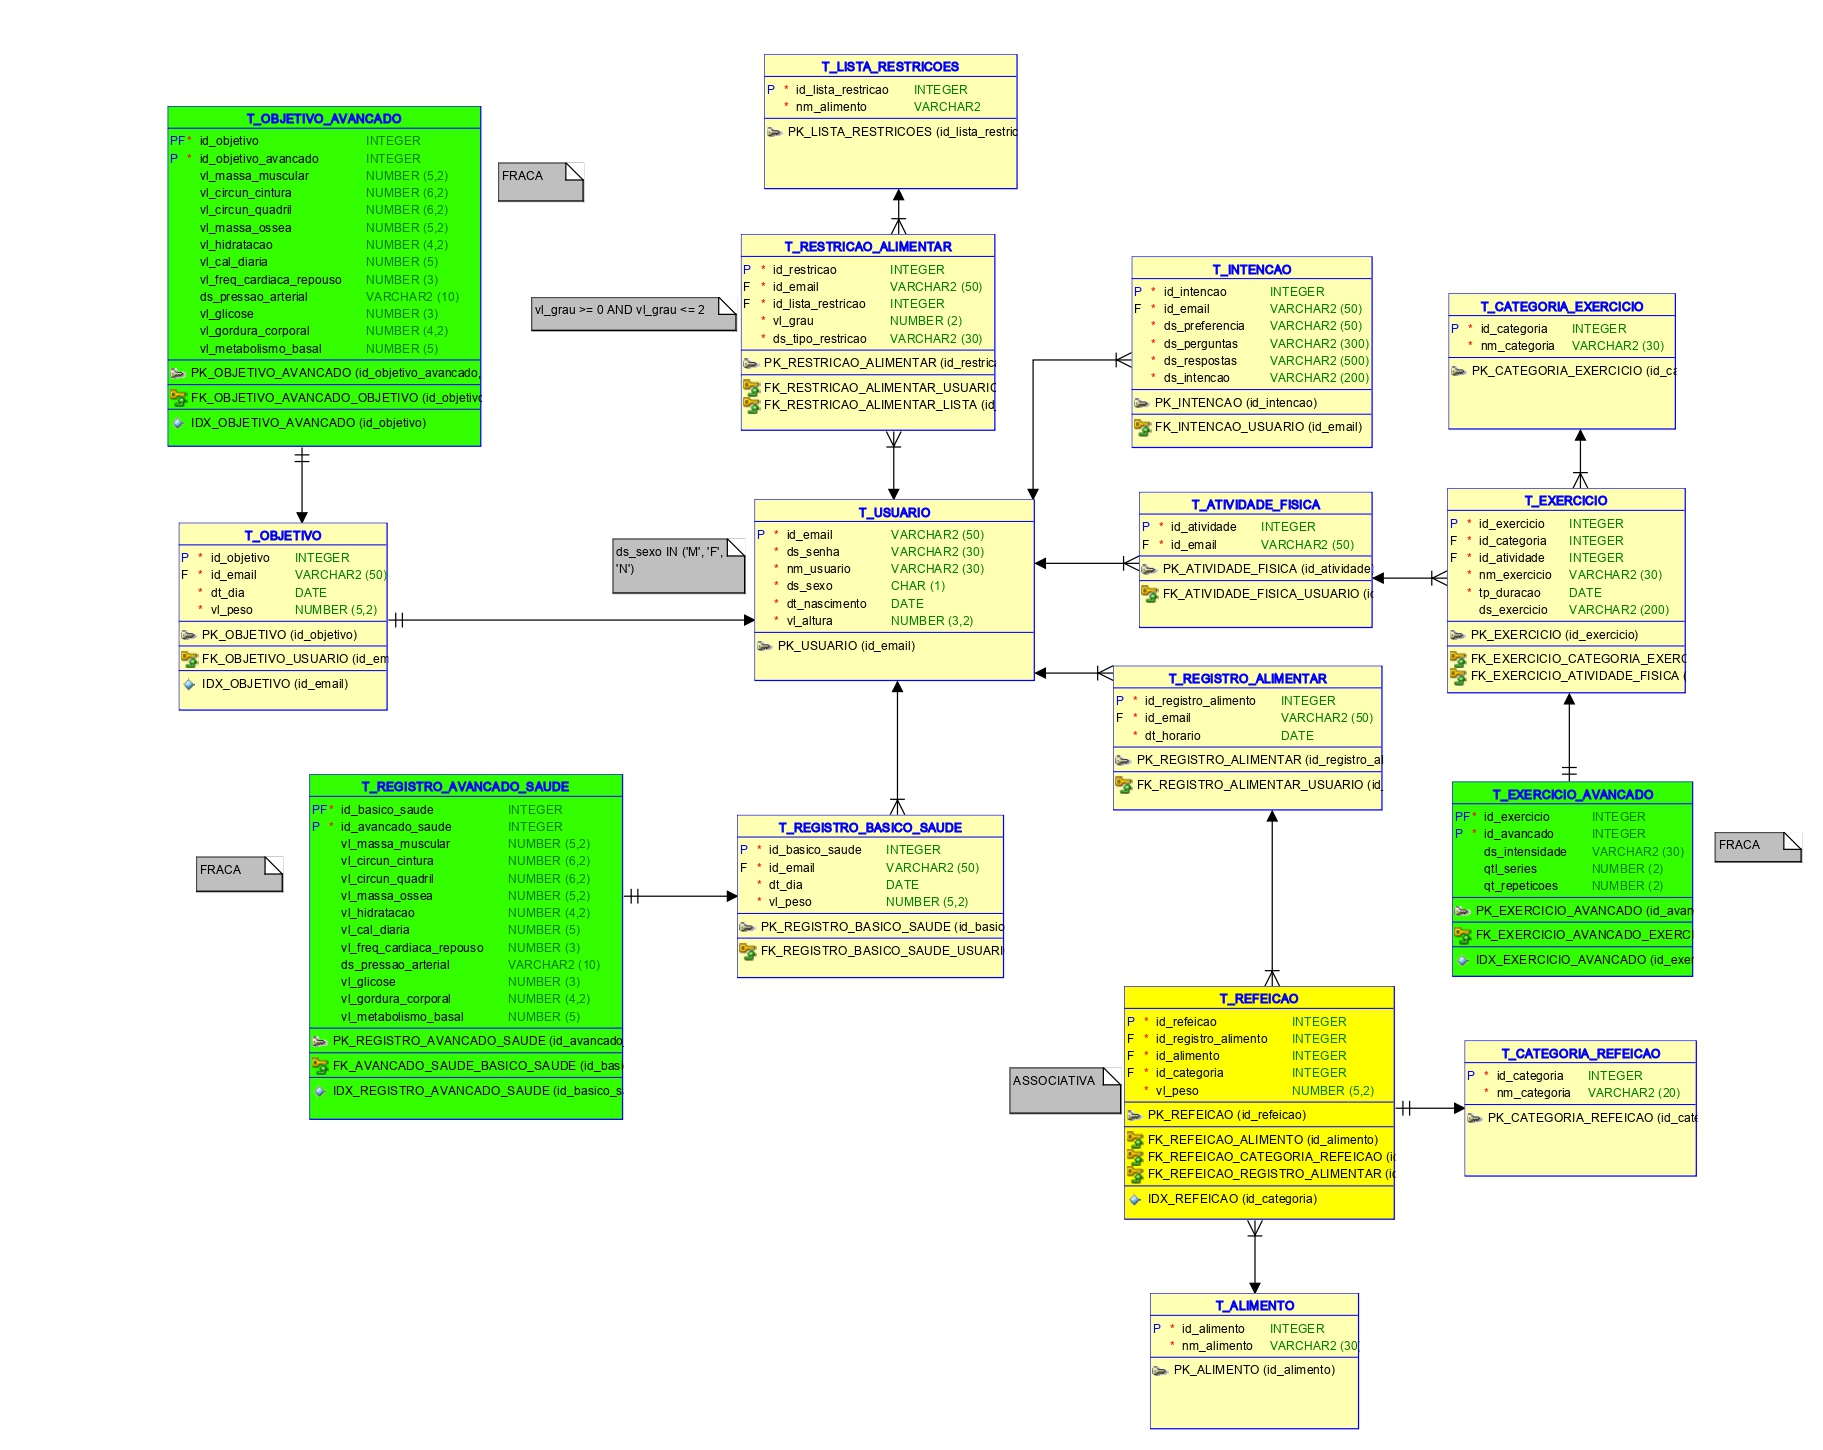 T_LISTA_RESTRICOES
P * id_lista_restricao INTEGER
* nm_alimento VARCHAR2
PK_LISTA_RESTRICOES (id_lista_restric
T_OBJETIVO_AVANCADO
PF* id_objetivo INTEGER
P * id_objetivo_avancado INTEGER
vl_massa_muscular NUMBER (5,2)
vl_circun_cintura NUMBER (6,2)
vl_circun_quadril NUMBER (6,2)
vl_massa_ossea NUMBER (5,2)
vl_hidratacao NUMBER (4,2)
vl_cal_diaria NUMBER (5)
vl_freq_cardiaca_repouso NUMBER (3)
ds_pressao_arterial VARCHAR2 (10)
vl_glicose NUMBER (3)
vl_gordura_corporal NUMBER (4,2)
vl_metabolismo_basal NUMBER (5)
PK_OBJETIVO_AVANCADO (id_objetivo_avancado,
FK_OBJETIVO_AVANCADO_OBJETIVO (id_objetivo
IDX_OBJETIVO_AVANCADO (id_objetivo)
FRACA
T_RESTRICAO_ALIMENTAR
P * id_restricao INTEGER
F * id_email VARCHAR2 (50)
F * id_lista_restricao INTEGER
* vl_grau NUMBER (2)
* ds_tipo_restricao VARCHAR2 (30)
PK_RESTRICAO_ALIMENTAR (id_restrica
FK_RESTRICAO_ALIMENTAR_USUARIO
FK_RESTRICAO_ALIMENTAR_LISTA (id_
vl_grau >= 0 AND vl_grau <= 2
T_INTENCAO
P * id_intencao INTEGER
F * id_email VARCHAR2 (50)
* ds_preferencia VARCHAR2 (50)
* ds_perguntas VARCHAR2 (300)
* ds_respostas VARCHAR2 (500)
* ds_intencao VARCHAR2 (200)
PK_INTENCAO (id_intencao)
FK_INTENCAO_USUARIO (id_email)
T_CATEGORIA_EXERCICIO
P * id_categoria INTEGER
* nm_categoria VARCHAR2 (30)
PK_CATEGORIA_EXERCICIO (id_ca
T_OBJETIVO
P * id_objetivo INTEGER
F * id_email VARCHAR2 (50)
* dt_dia DATE
* vl_peso NUMBER (5,2)
PK_OBJETIVO (id_objetivo)
FK_OBJETIVO_USUARIO (id_em
IDX_OBJETIVO (id_email)
ds_sexo IN ('M', 'F',
'N')
T_USUARIO
P * id_email VARCHAR2 (50)
* ds_senha VARCHAR2 (30)
* nm_usuario VARCHAR2 (30)
* ds_sexo CHAR (1)
* dt_nascimento DATE
* vl_altura NUMBER (3,2)
PK_USUARIO (id_email)
T_ATIVIDADE_FISICA
P * id_atividade INTEGER
F * id_email VARCHAR2 (50)
PK_ATIVIDADE_FISICA (id_atividade
FK_ATIVIDADE_FISICA_USUARIO (id
T_EXERCICIO
P * id_exercicio INTEGER
F * id_categoria INTEGER
F * id_atividade INTEGER
* nm_exercicio VARCHAR2 (30)
* tp_duracao DATE
ds_exercicio VARCHAR2 (200)
PK_EXERCICIO (id_exercicio)
FK_EXERCICIO_CATEGORIA_EXERC
FK_EXERCICIO_ATIVIDADE_FISICA (
T_REGISTRO_ALIMENTAR
P * id_registro_alimento INTEGER
F * id_email VARCHAR2 (50)
* dt_horario DATE
PK_REGISTRO_ALIMENTAR (id_registro_al
FK_REGISTRO_ALIMENTAR_USUARIO (id_
T_REGISTRO_AVANCADO_SAUDE
PF* id_basico_saude INTEGER
P * id_avancado_saude INTEGER
vl_massa_muscular NUMBER (5,2)
vl_circun_cintura NUMBER (6,2)
vl_circun_quadril NUMBER (6,2)
vl_massa_ossea NUMBER (5,2)
vl_hidratacao NUMBER (4,2)
vl_cal_diaria NUMBER (5)
vl_freq_cardiaca_repouso NUMBER (3)
ds_pressao_arterial VARCHAR2 (10)
vl_glicose NUMBER (3)
vl_gordura_corporal NUMBER (4,2)
vl_metabolismo_basal NUMBER (5)
PK_REGISTRO_AVANCADO_SAUDE (id_avancado_
FK_AVANCADO_SAUDE_BASICO_SAUDE (id_basi
IDX_REGISTRO_AVANCADO_SAUDE (id_basico_s
FRACA
T_REGISTRO_BASICO_SAUDE
P * id_basico_saude INTEGER
F * id_email VARCHAR2 (50)
* dt_dia DATE
* vl_peso NUMBER (5,2)
PK_REGISTRO_BASICO_SAUDE (id_basic
FK_REGISTRO_BASICO_SAUDE_USUARI
T_EXERCICIO_AVANCADO
PF* id_exercicio INTEGER
P * id_avancado INTEGER
ds_intensidade VARCHAR2 (30)
qtl_series NUMBER (2)
qt_repeticoes NUMBER (2)
PK_EXERCICIO_AVANCADO (id_avan
FK_EXERCICIO_AVANCADO_EXERCI
IDX_EXERCICIO_AVANCADO (id_exer
FRACA
T_REFEICAO
P * id_refeicao INTEGER
F * id_registro_alimento INTEGER
F * id_alimento INTEGER
F * id_categoria INTEGER
* vl_peso NUMBER (5,2)
PK_REFEICAO (id_refeicao)
FK_REFEICAO_ALIMENTO (id_alimento)
FK_REFEICAO_CATEGORIA_REFEICAO (id
FK_REFEICAO_REGISTRO_ALIMENTAR (id
IDX_REFEICAO (id_categoria)
ASSOCIATIVA
T_CATEGORIA_REFEICAO
P * id_categoria INTEGER
* nm_categoria VARCHAR2 (20)
PK_CATEGORIA_REFEICAO (id_cate
T_ALIMENTO
P * id_alimento INTEGER
* nm_alimento VARCHAR2 (30
PK_ALIMENTO (id_alimento)